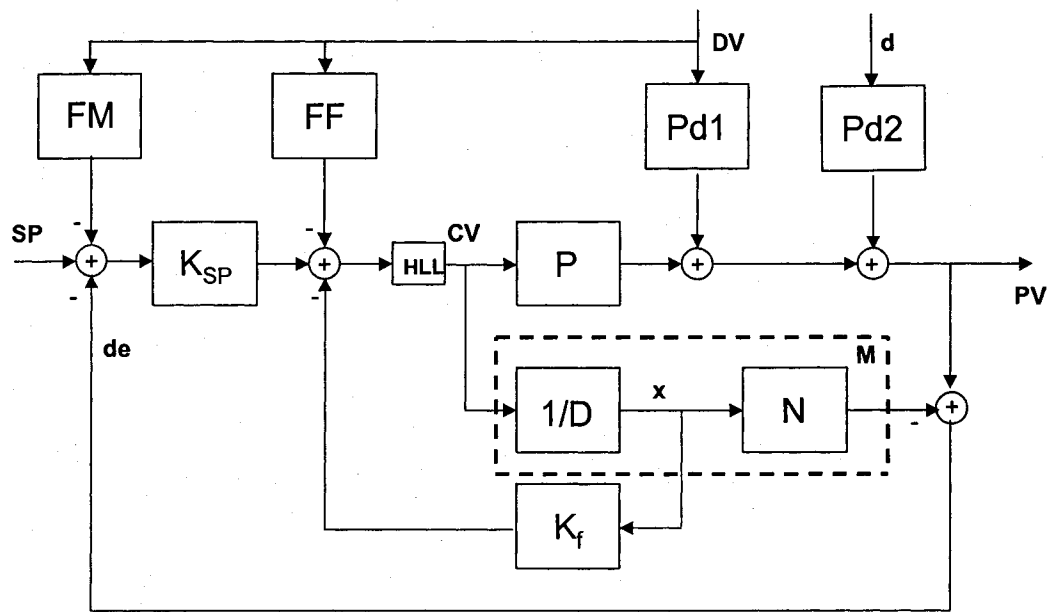 DV
d
FM
FF
Pd1
Pd2
-
-
SP
+
K_SP
+
HLL
CV
P
+
+
PV
-
-
de
M
1/D
x
N
+
-
K_f